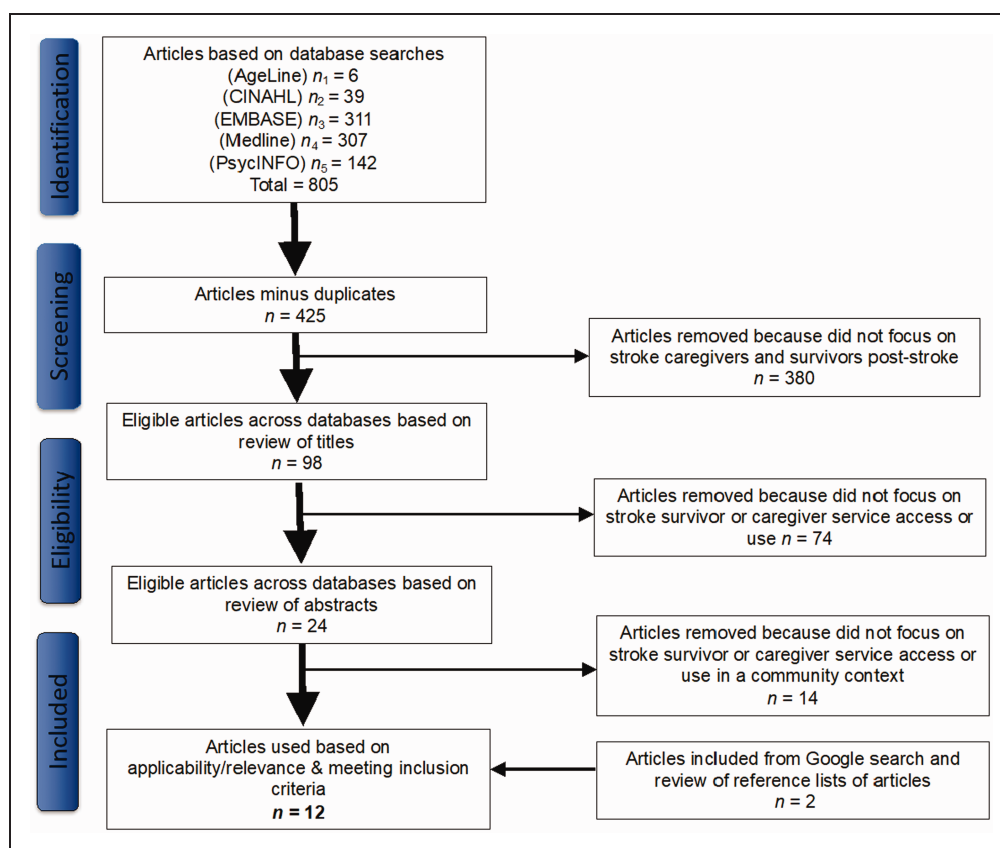 Identification
Articles based on database searches
(AgeLine) n₁ = 6
(CINAHL) n₂ = 39
(EMBASE) n₃ = 311
(Medline) n₄ = 307
(PsycINFO) n₅ = 142
Total = 805
Screening
Articles minus duplicates
n = 425
Articles removed because did not focus on
stroke caregivers and survivors post-stroke
n = 380
Eligible articles across databases based on
review of titles
n = 98
Eligibility
Articles removed because did not focus on
stroke survivor or caregiver service access or
use n = 74
Eligible articles across databases based on
review of abstracts
n = 24
Included
Articles removed because did not focus on
stroke survivor or caregiver service access or
use in a community context
n = 14
Articles used based on
applicability/relevance & meeting inclusion
criteria
n = 12
Articles included from Google search and
review of reference lists of articles
n = 2